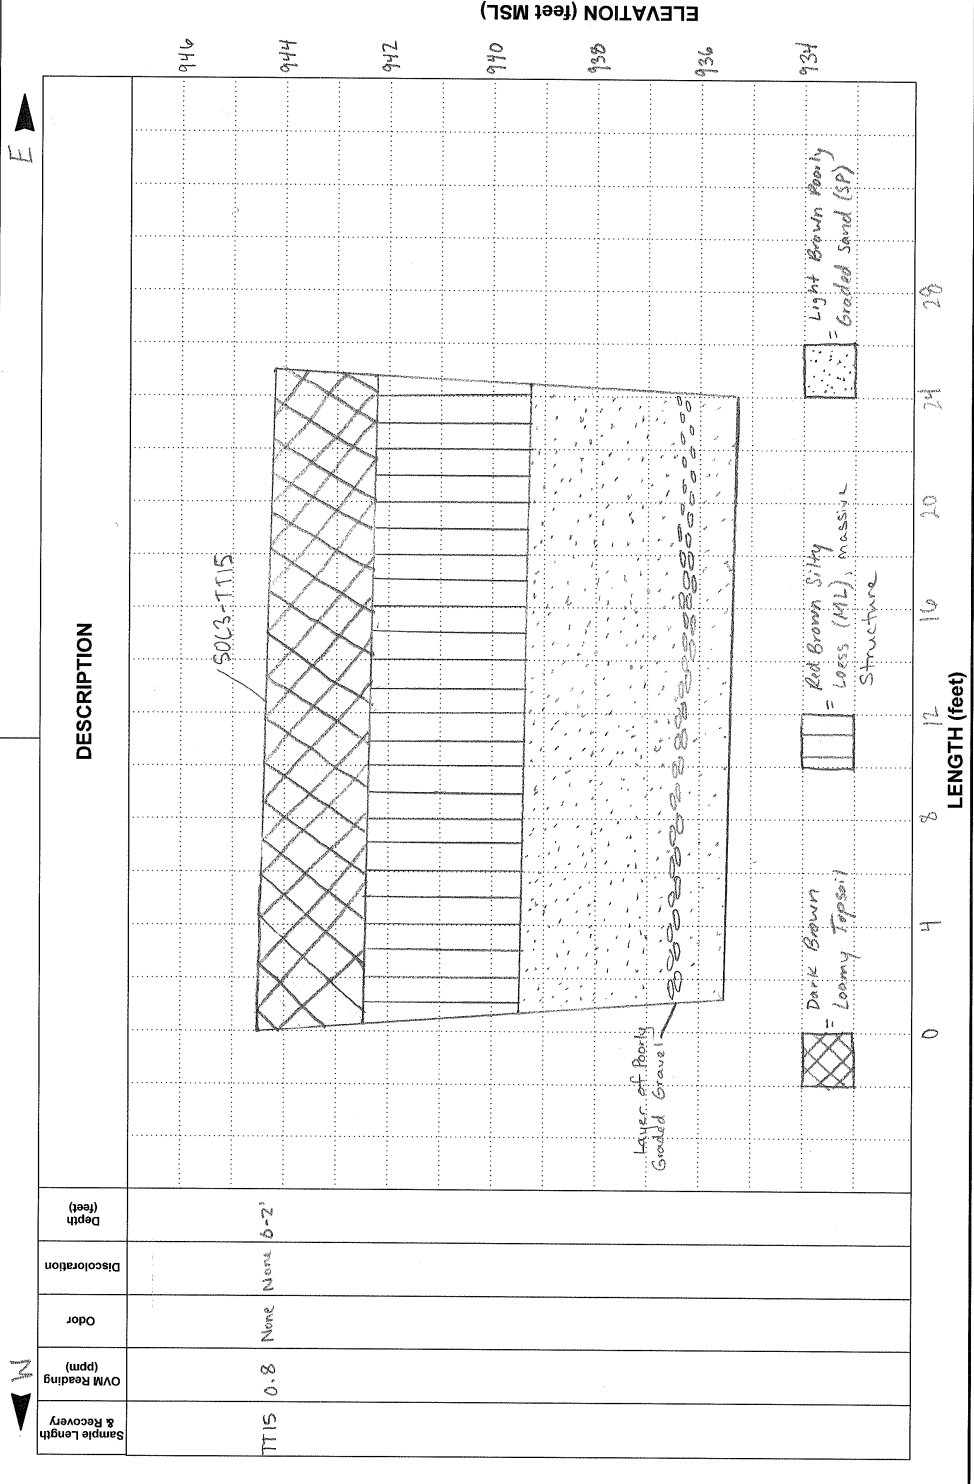 W
E
Sample Length
& Recovery
OVM Reading
(ppm)
Odor
Discoloration
Depth
(feet)
DESCRIPTION
TT15
0.8
None
None
0-2'
SOL3-TT15
Layer of Poorly
Graded Gravel
= Dark Brown
Loamy Topsoil
= Red Brown Silty
Loess (ML), massive
Structure
= Light Brown Poorly
Graded Sand (SP)
946
944
942
940
938
936
934
ELEVATION (feet MSL)
0
4
8
12
16
20
24
28
LENGTH (feet)